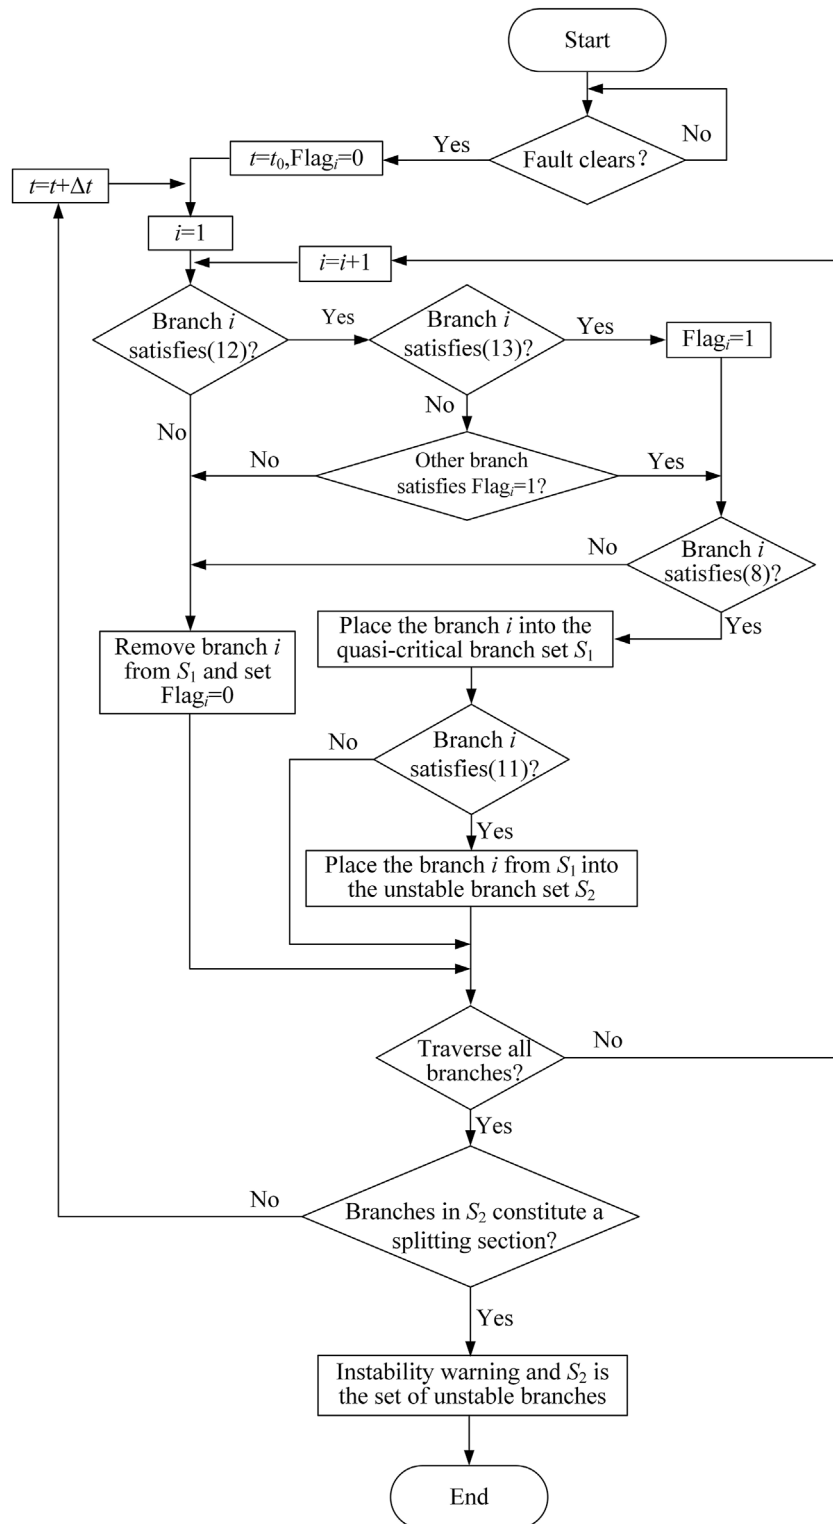 Start
No
Fault clears?
Yes
t=t₀,Flagᵢ=0
t=t+Δt
i=1
i=i+1
Branch i
satisfies(12)?
Yes
Branch i
satisfies(13)?
Yes
Flagᵢ=1
No
No
Other branch
satisfies Flagᵢ=1?
No
Yes
Branch i
satisfies(8)?
No
Yes
Remove branch i
from S₁ and set
Flagᵢ=0
Place the branch i into the
quasi-critical branch set S₁
Branch i
satisfies(11)?
No
Yes
Place the branch i from S₁ into
the unstable branch set S₂
Traverse all
branches?
No
Yes
Branches in S₂ constitute a
splitting section?
No
Yes
Instability warning and S₂ is
the set of unstable branches
End